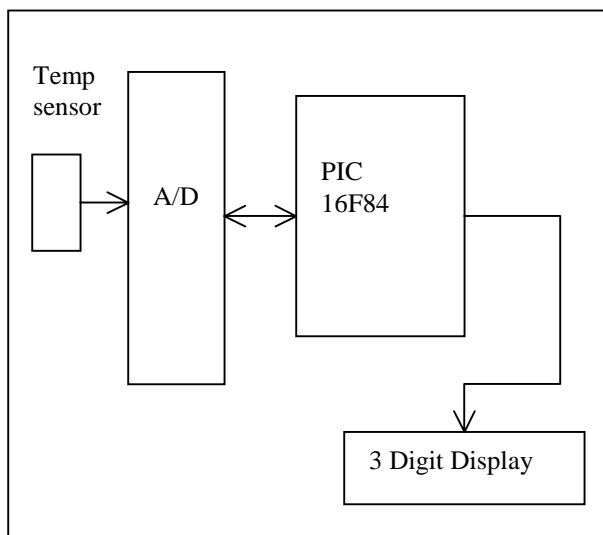 Temp
sensor
A/D
PIC
16F84
3 Digit Display